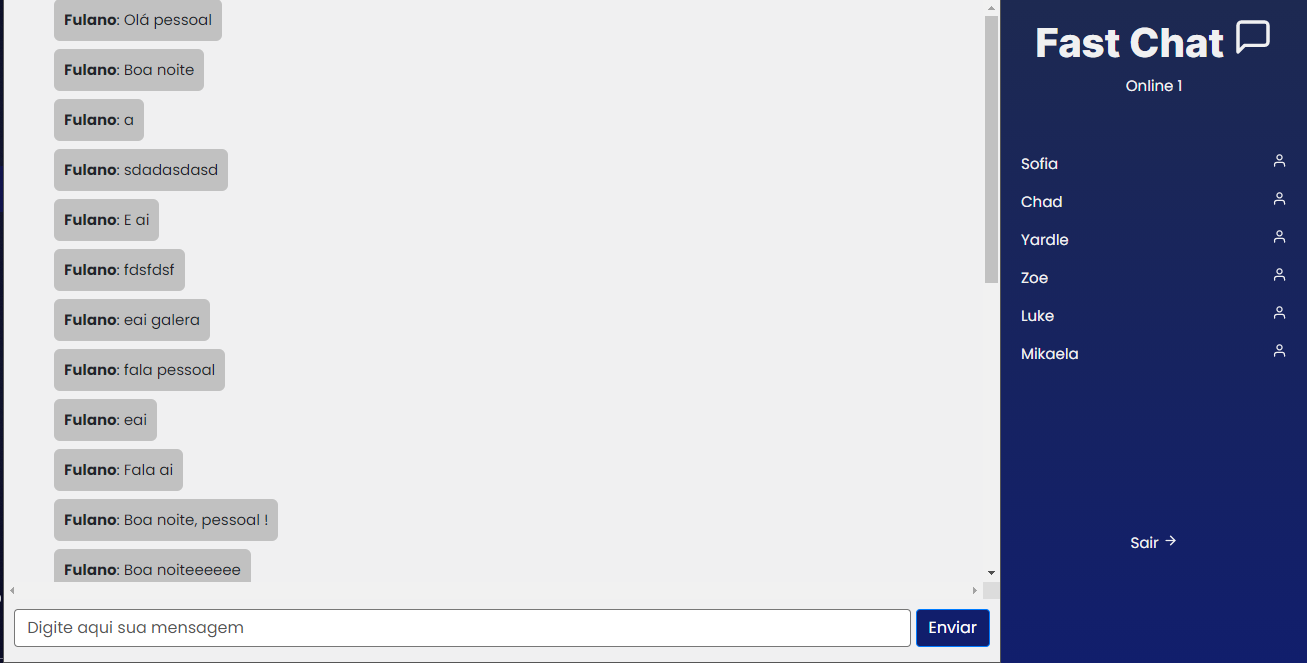 Fulano: Olá pessoal
Fulano: Boa noite
Fulano: a
Fulano: sdadasdasd
Fulano: E ai
Fulano: fdsfdsf
Fulano: eai galera
Fulano: fala pessoal
Fulano: eai
Fulano: Fala ai
Fulano: Boa noite, pessoal !
Fulano: Boa noiteeeeee
Digite aqui sua mensagem
Enviar
Fast Chat
Online 1
Sofia
Chad
Yardle
Zoe
Luke
Mikaela
Sair